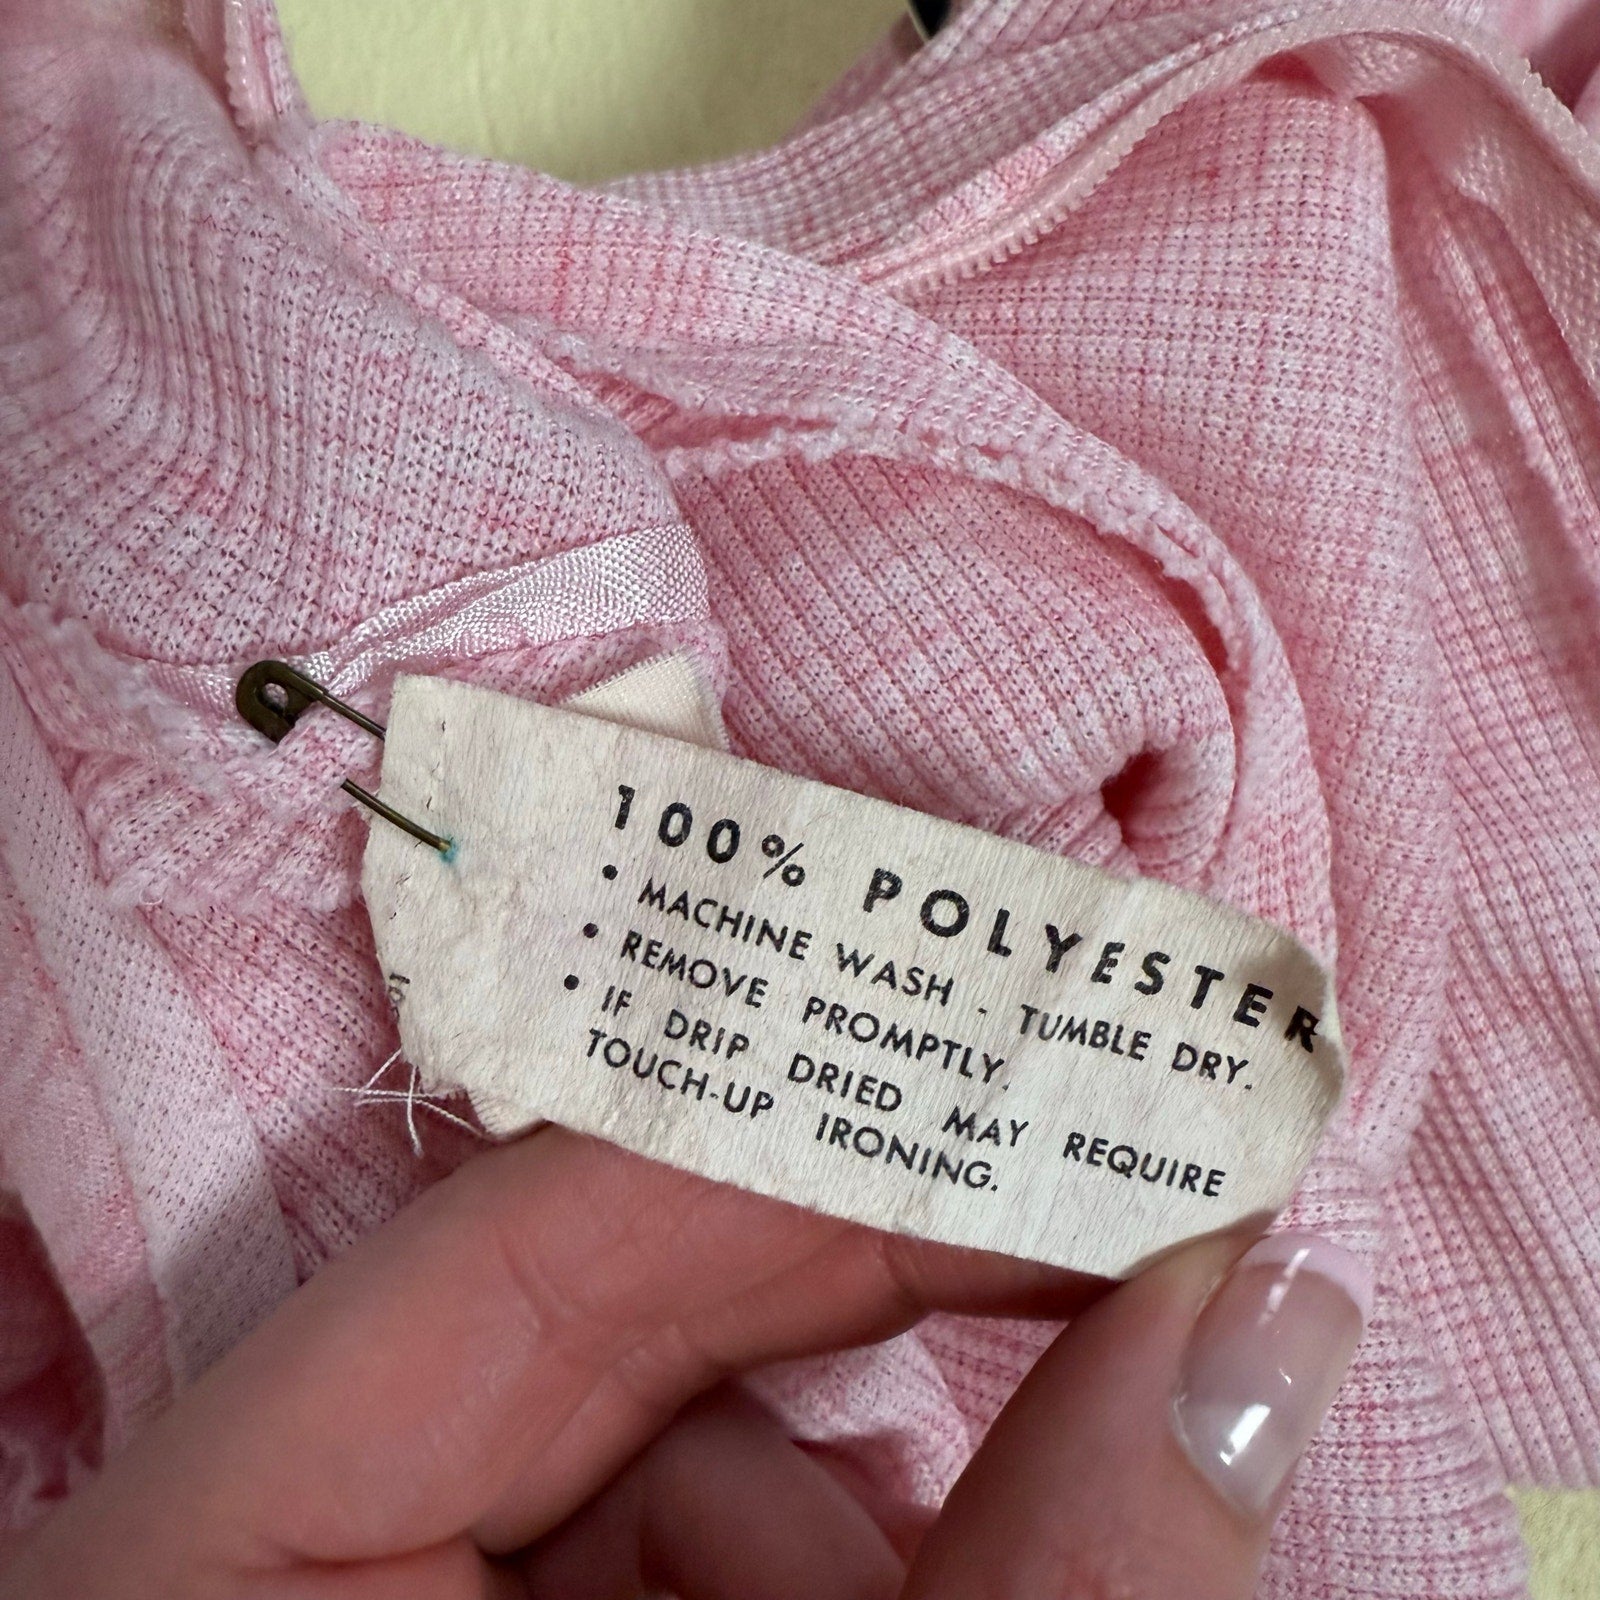 100% POLYESTER
• MACHINE WASH - TUMBLE DRY.
• REMOVE PROMPTLY.
• IF DRIP DRIED MAY REQUIRE
TOUCH-UP IRONING.